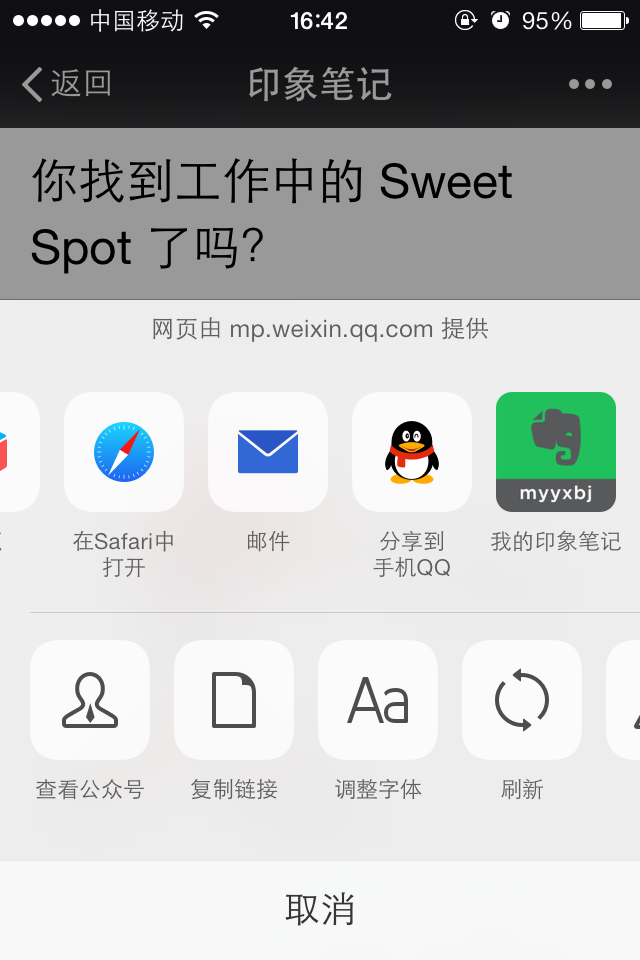 中国移动 16:42 95%
返回 印象笔记
你找到工作中的 Sweet
Spot 了吗?
网页由 mp.weixin.qq.com 提供
myyxbj
在Safari中
打开
邮件
分享到
手机QQ
我的印象笔记
Aa
查看公众号 复制链接 调整字体 刷新
取消